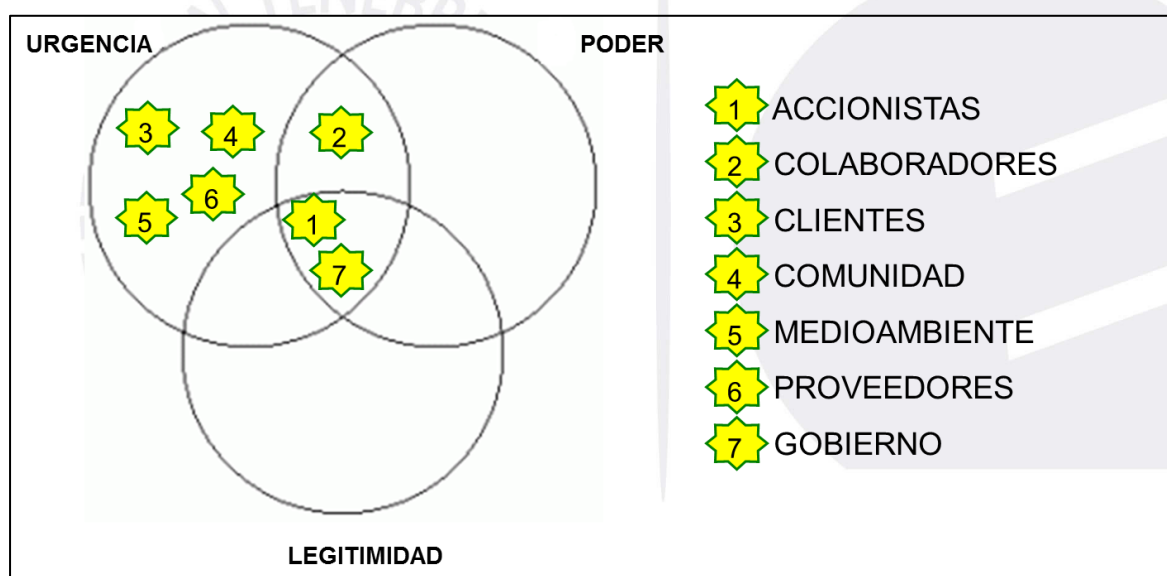 TENEBR
URGENCIA
PODER
3
4
2
6
5
1
7
LEGITIMIDAD
1 ACCIONISTAS
2 COLABORADORES
3 CLIENTES
4 COMUNIDAD
5 MEDIOAMBIENTE
6 PROVEEDORES
7 GOBIERNO